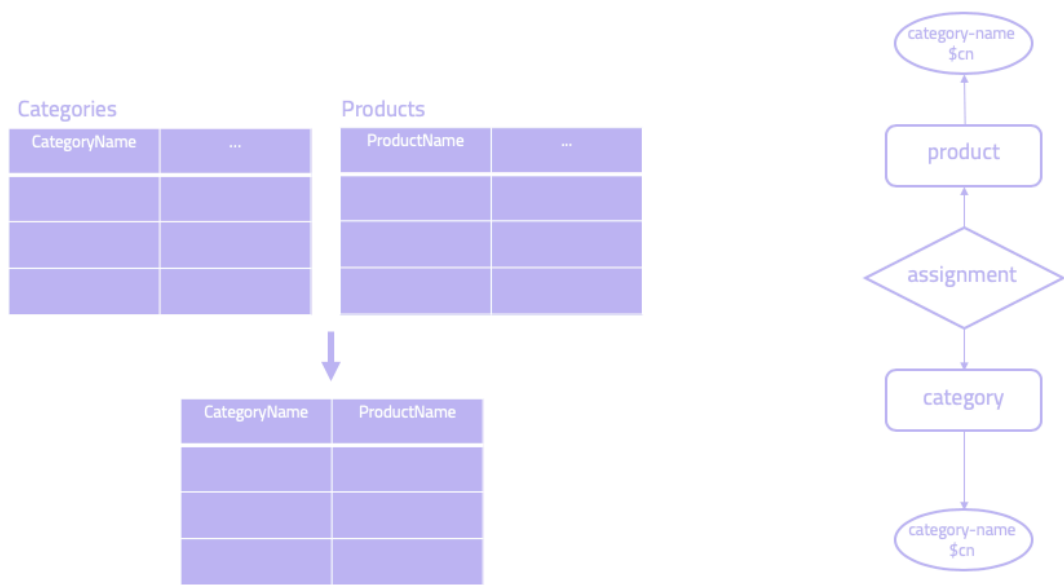 Categories
CategoryName ...
Products
ProductName ...
CategoryName ProductName
category-name
$cn
product
assignment
category
category-name
$cn